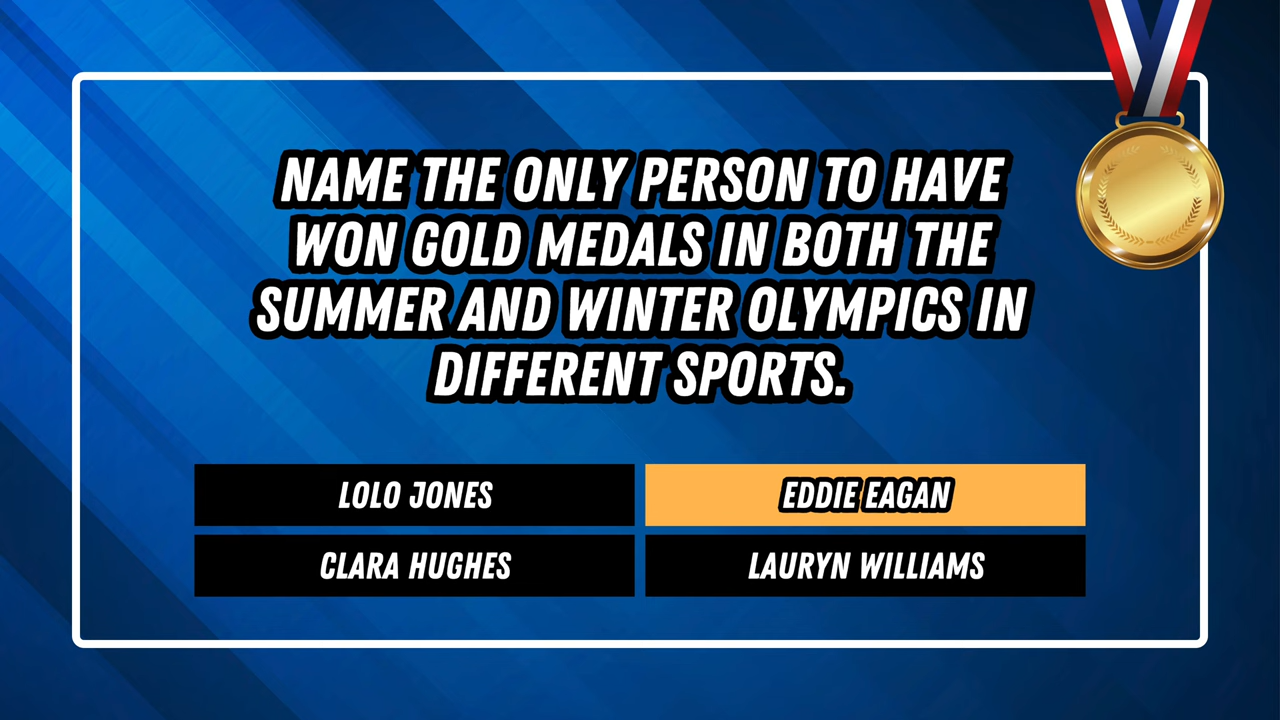 NAME THE ONLY PERSON TO HAVE
WON GOLD MEDALS IN BOTH THE
SUMMER AND WINTER OLYMPICS IN
DIFFERENT SPORTS.
LOLO JONES
EDDIE EAGAN
CLARA HUGHES
LAURYN WILLIAMS